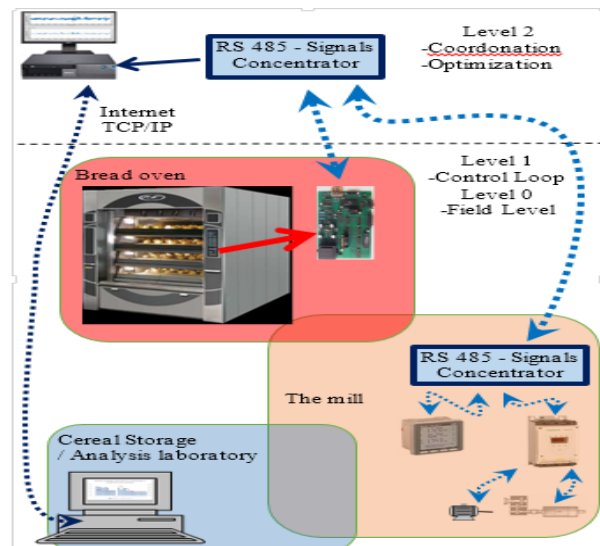 RS 485 - Signals
Concentrator
Level 2
-Coordonation
-Optimization
Internet
TCP/IP
Bread oven
Level 1
-Control Loop
Level 0
-Field Level
RS 485 - Signals
Concentrator
The mill
Cereal Storage
/ Analysis laboratory